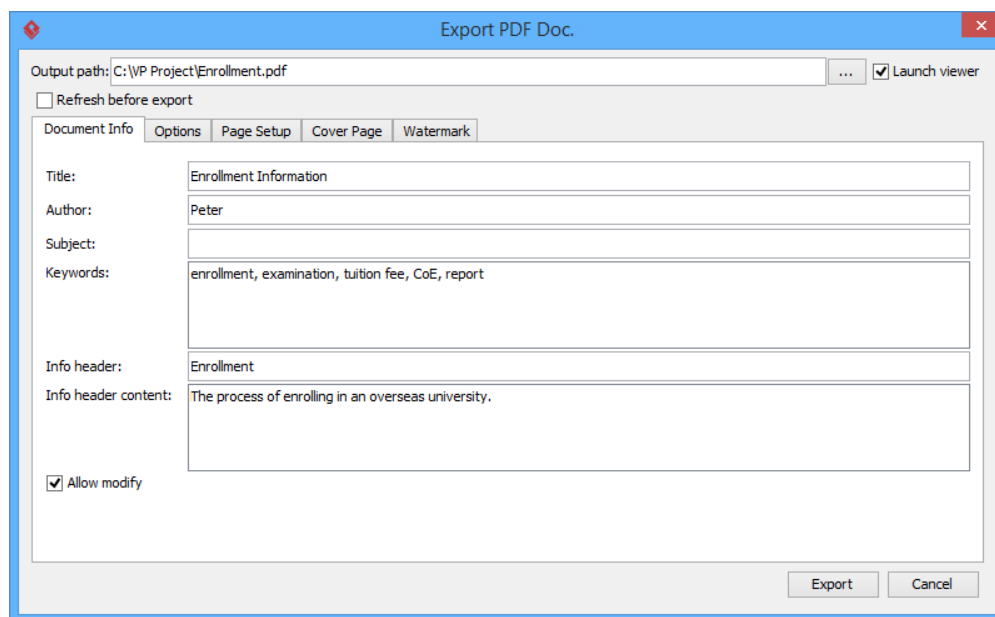 Export PDF Doc.
Output path: C:\VP Project\Enrollment.pdf ... Launch viewer
Refresh before export
Document Info Options Page Setup Cover Page Watermark
Title: Enrollment Information
Author: Peter
Subject:
Keywords: enrollment, examination, tuition fee, CoE, report
Info header: Enrollment
Info header content: The process of enrolling in an overseas university.
Allow modify
Export Cancel